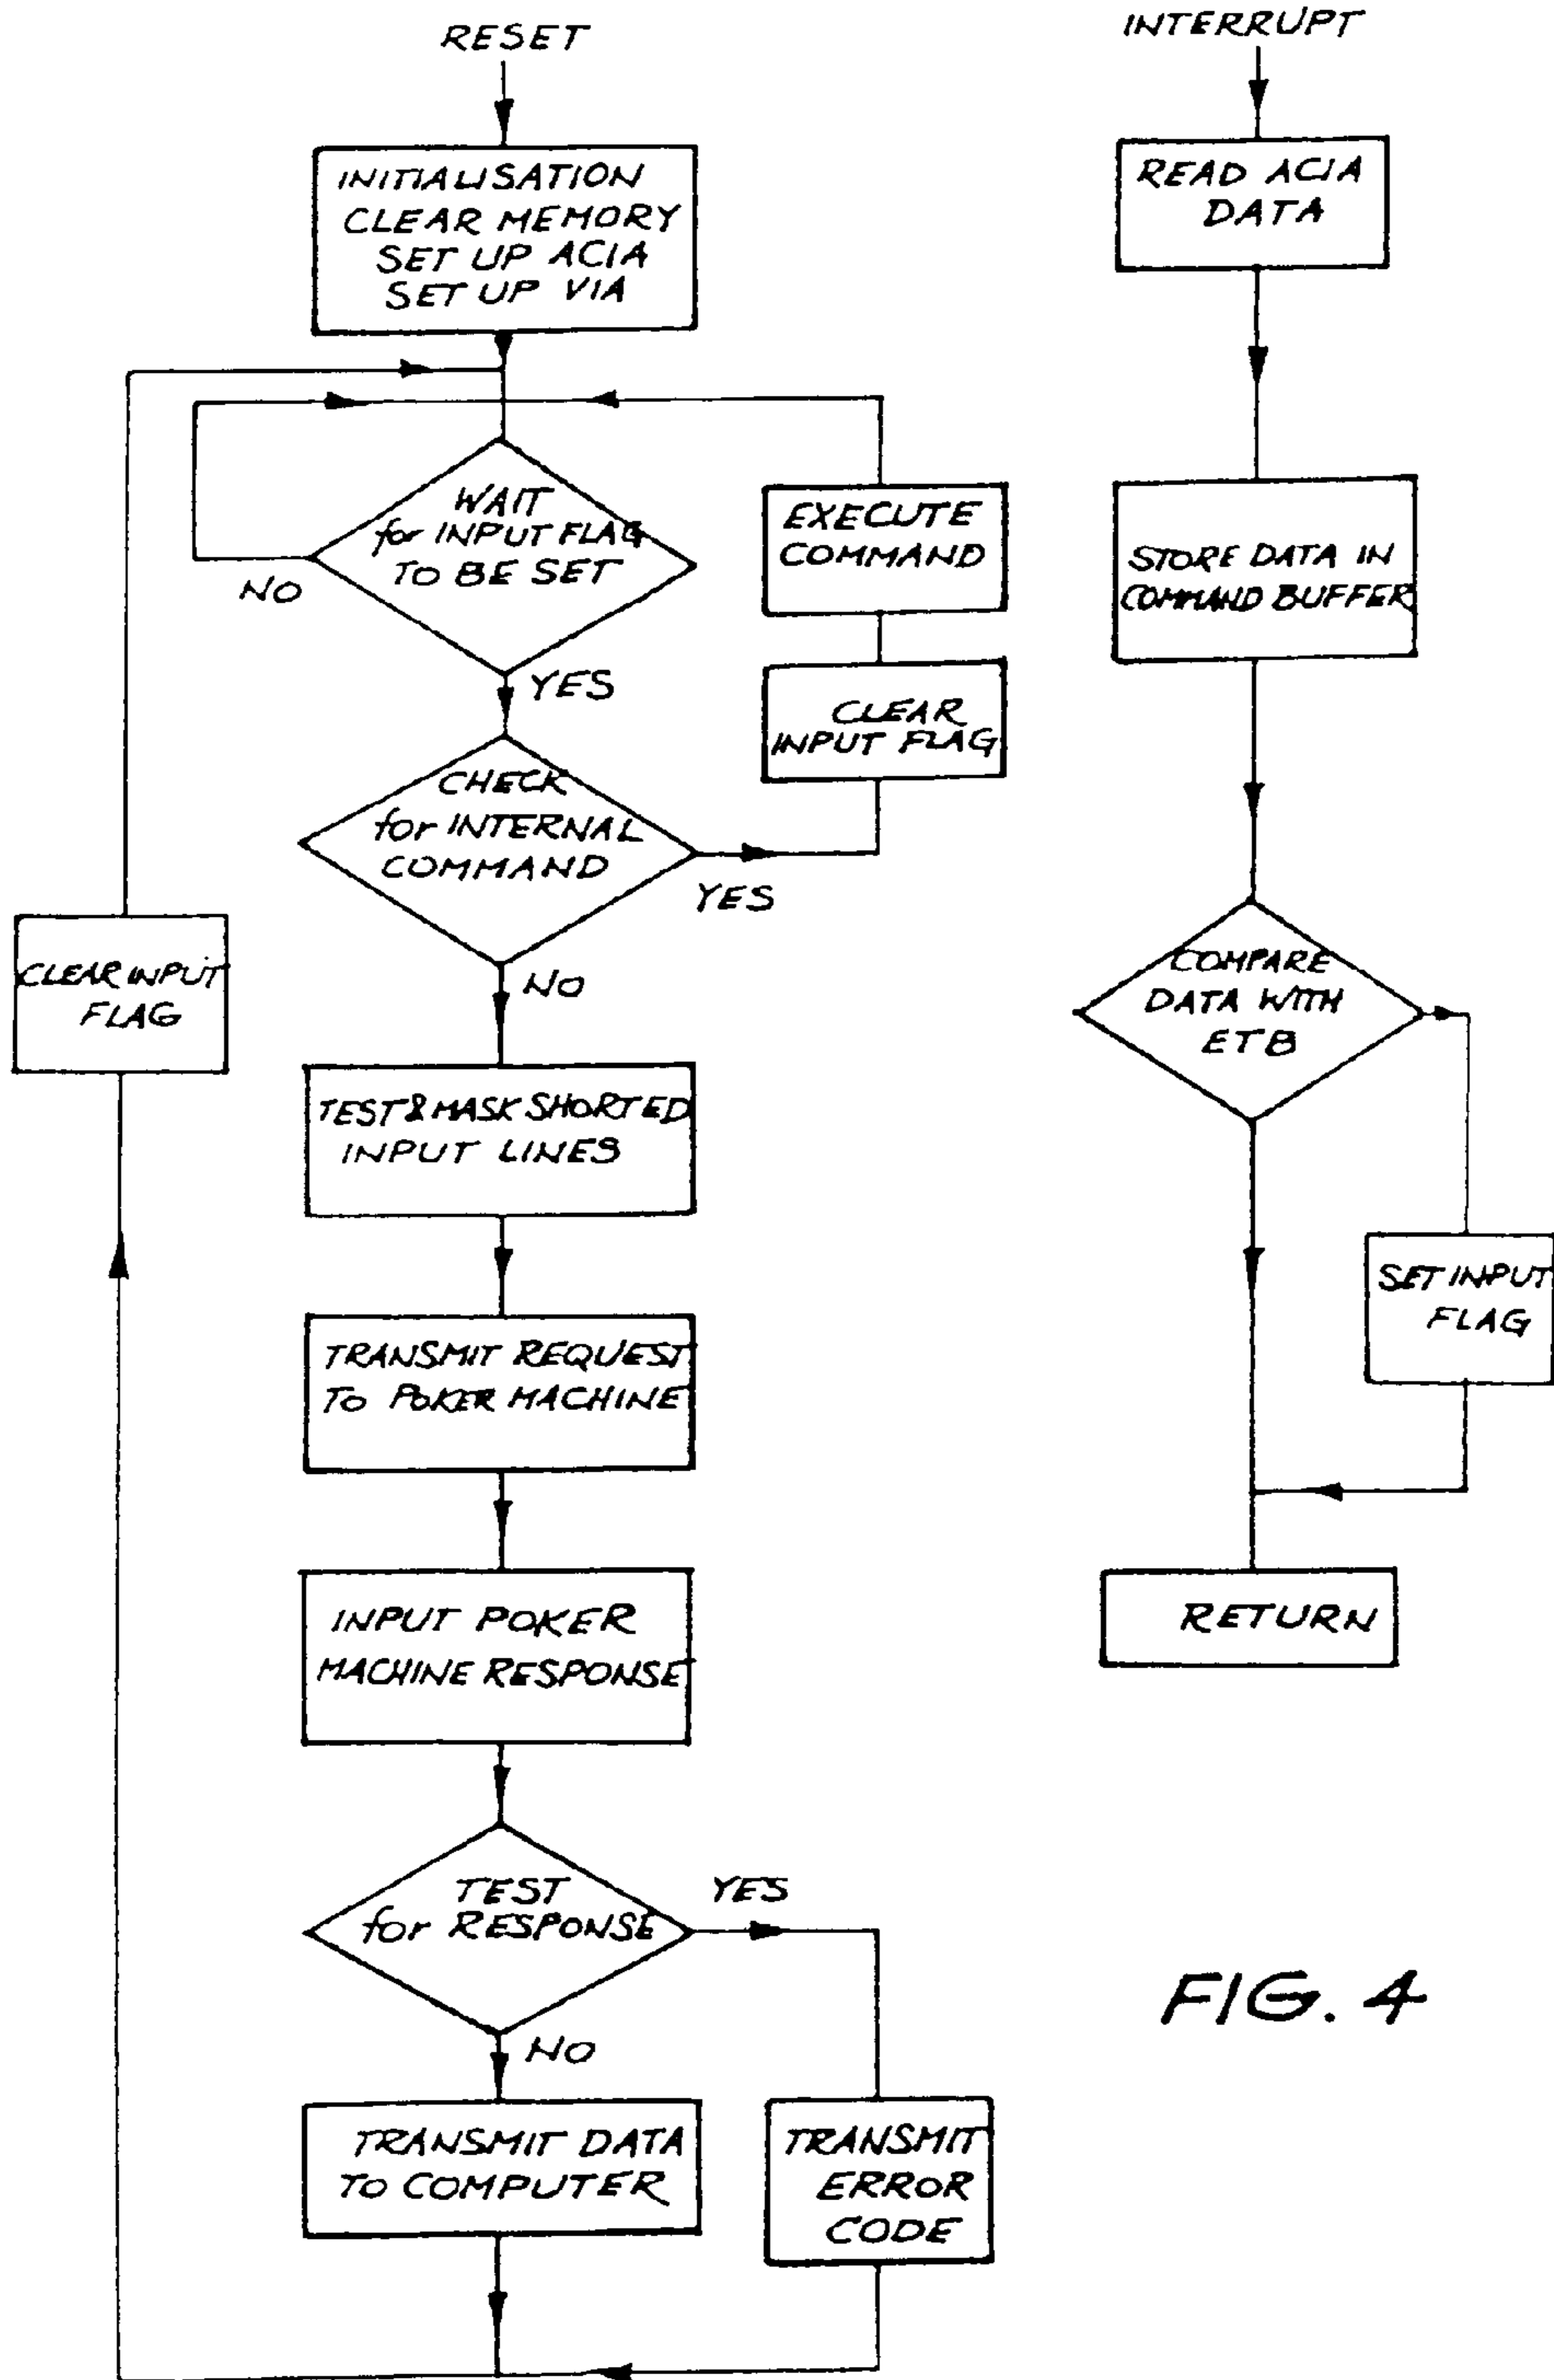 RESET
INITIALISATION
CLEAR MEMORY
SET UP ACIA
SET UP VIA
WAIT
for INPUT FLAG
TO BE SET
NO
YES
EXECUTE
COMMAND
CLEAR
INPUT FLAG
CHECK
for INTERNAL
COMMAND
YES
NO
CLEAR INPUT
FLAG
TEST & MASK SHORTED
INPUT LINES
TRANSMIT REQUEST
TO POKER MACHINE
INPUT POKER
MACHINE RESPONSE
TEST
for RESPONSE
YES
NO
TRANSMIT DATA
TO COMPUTER
TRANSMIT
ERROR
CODE
INTERRUPT
READ ACIA
DATA
STORE DATA IN
COMMAND BUFFER
COMPARE
DATA WITH
ETB
SET INPUT
FLAG
RETURN
FIG. 4